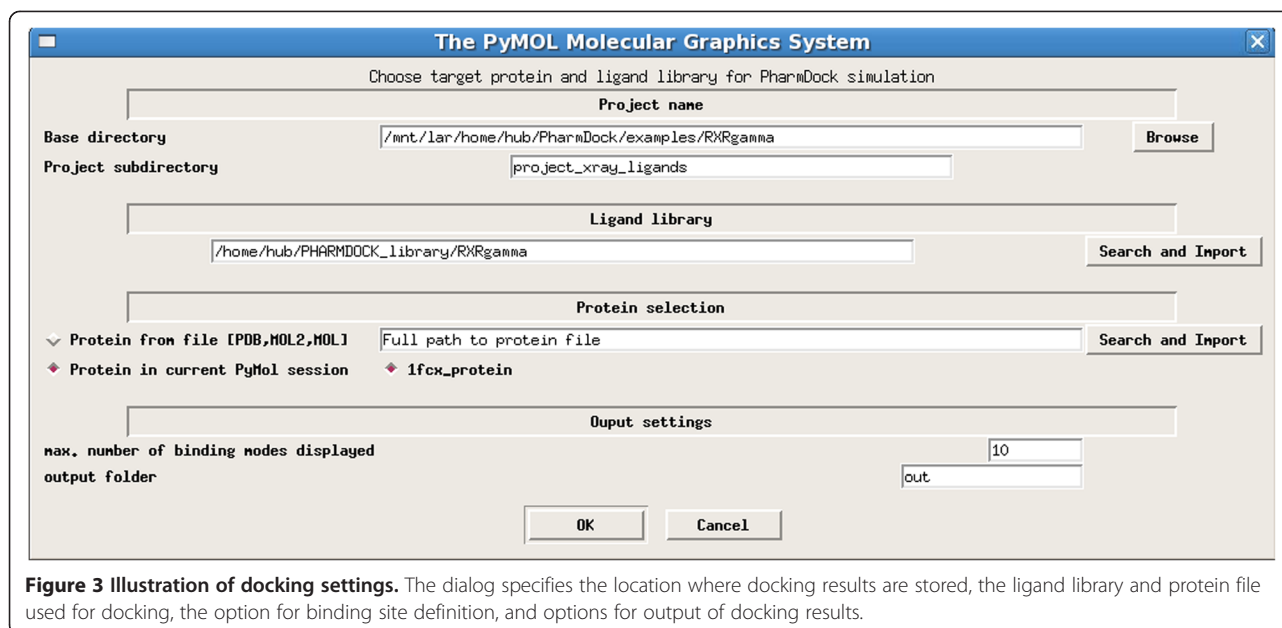 The PyMOL Molecular Graphics System
Choose target protein and ligand library for PharmDock simulation
Project name
Base directory /mnt/lar/home/hub/PharmDock/examples/RXRgamma Browse
Project subdirectory project_xray_ligands
Ligand library
/home/hub/PHARMDOCK_library/RXRgamma Search and Import
Protein selection
Protein from file [PDB,MOL2,MOL] Full path to protein file Search and Import
Protein in current PyMol session 1fcx_protein
Ouput settings
max. number of binding modes displayed 10
output folder out
OK Cancel
Figure 3 Illustration of docking settings. The dialog specifies the location where docking results are stored, the ligand library and protein file
used for docking, the option for binding site definition, and options for output of docking results.